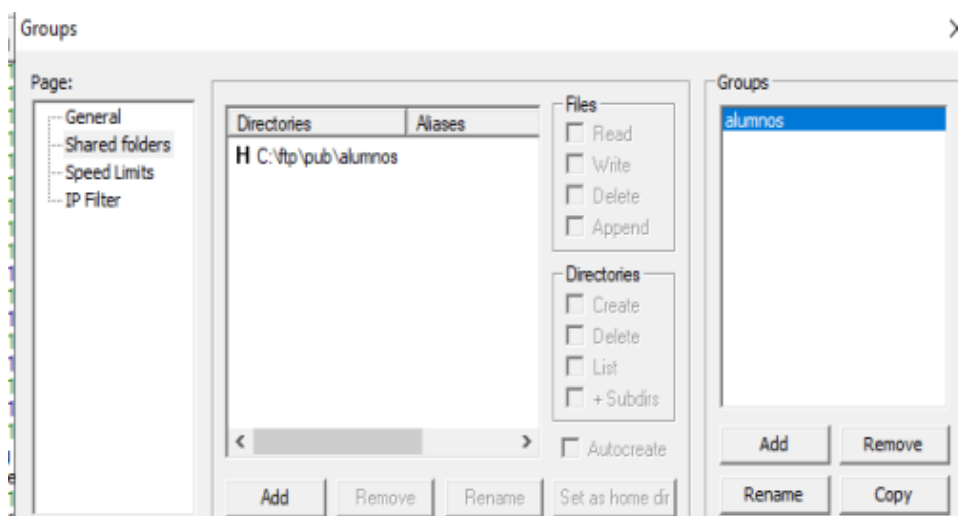 Groups
Page:
General
Shared folders
Speed Limits
IP Filter
Directories Aliases
H C:\ftp\pub\alumnos
Files
Read
Write
Delete
Append
Directories
Create
Delete
List
+ Subdirs
Autocreate
Add Remove Rename Set as home dir
Groups
alumnos
Add Remove
Rename Copy